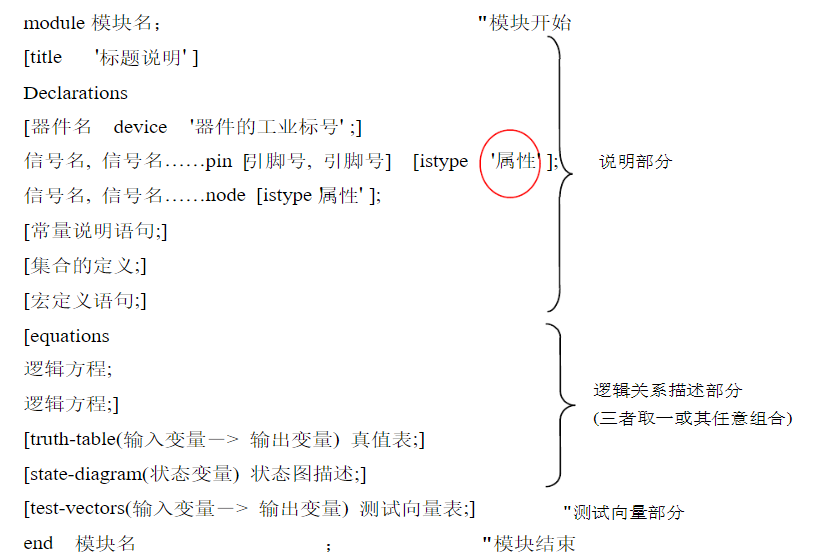 module 模块名; "模块开始
[title '标题说明' ]
Declarations
[器件名 device '器件的工业标号' ;]
信号名, 信号名……pin [引脚号, 引脚号] [istype '属性' ]; 说明部分
信号名, 信号名……node [istype '属性' ];
[常量说明语句;]
[集合的定义;]
[宏定义语句;]
[equations
逻辑方程;
逻辑方程;]
逻辑关系描述部分
(三者取一或其任意组合)
[truth-table(输入变量—> 输出变量) 真值表;]
[state-diagram(状态变量) 状态图描述;]
[test-vectors(输入变量—> 输出变量) 测试向量表;] "测试向量部分
end 模块名 ; "模块结束